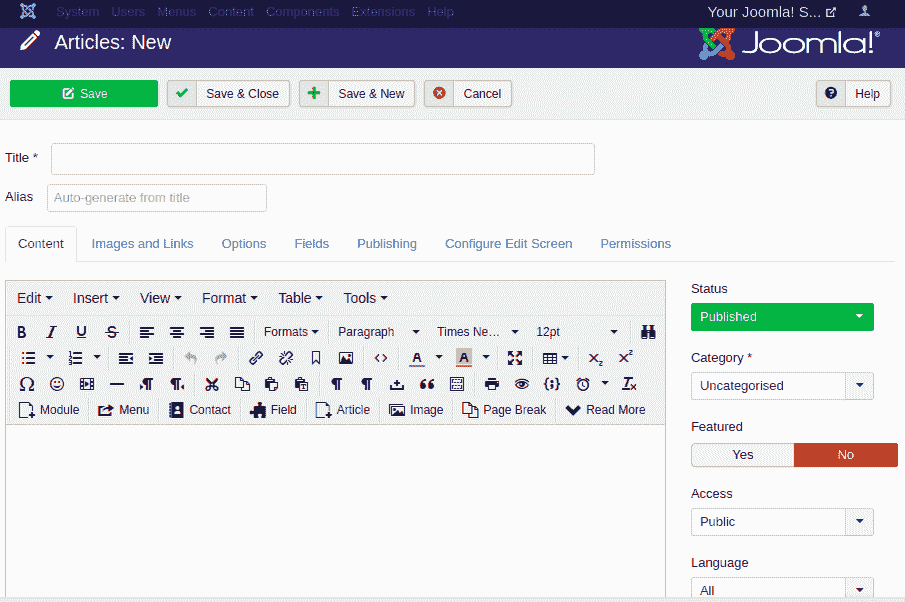 System Users Menus Content Components Extensions Help Your Joomla! S...
Articles: New Joomla!®
Save Save & Close Save & New Cancel Help
Title *
Alias Auto-generate from title
Content Images and Links Options Fields Publishing Configure Edit Screen Permissions
Edit Insert View Format Table Tools
Formats Paragraph Times Ne... 12pt
Module Menu Contact Field Article Image Page Break Read More
Status
Published
Category *
Uncategorised
Featured
Yes No
Access
Public
Language
All